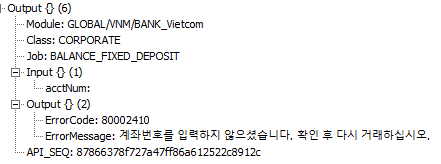 Output {} (6)
Module: GLOBAL/VNM/BANK_Vietcom
Class: CORPORATE
Job: BALANCE_FIXED_DEPOSIT
Input {} (1)
acctNum:
Output {} (2)
ErrorCode: 80002410
ErrorMessage: 계좌번호를 입력하지 않으셨습니다. 확인 후 다시 거래하십시오.
API_SEQ: 87866378f727a47ff86a612522c8912c